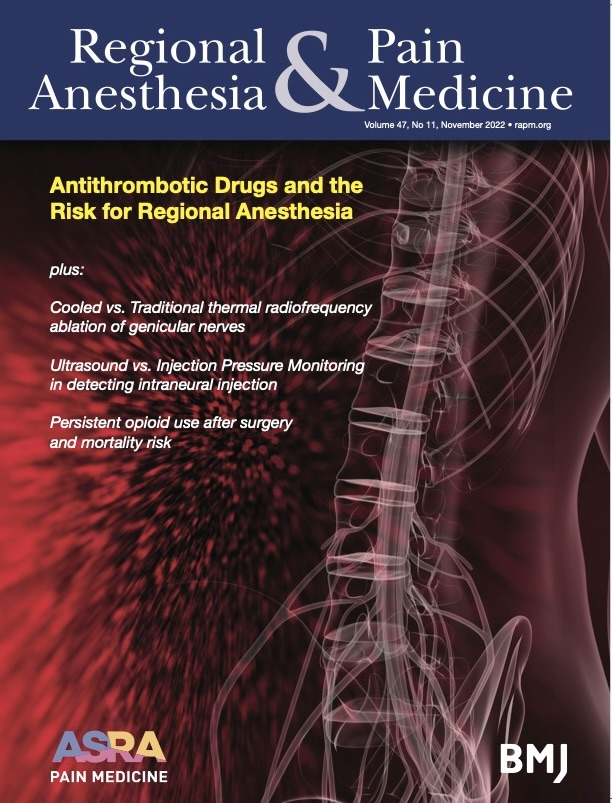 Regional & Pain
Anesthesia Medicine
Volume 47, No 11, November 2022 • rapm.org
Antithrombotic Drugs and the
Risk for Regional Anesthesia
plus:
Cooled vs. Traditional thermal radiofrequency
ablation of genicular nerves
Ultrasound vs. Injection Pressure Monitoring
in detecting intraneural injection
Persistent opioid use after surgery
and mortality risk
ASRA
PAIN MEDICINE
BMJ